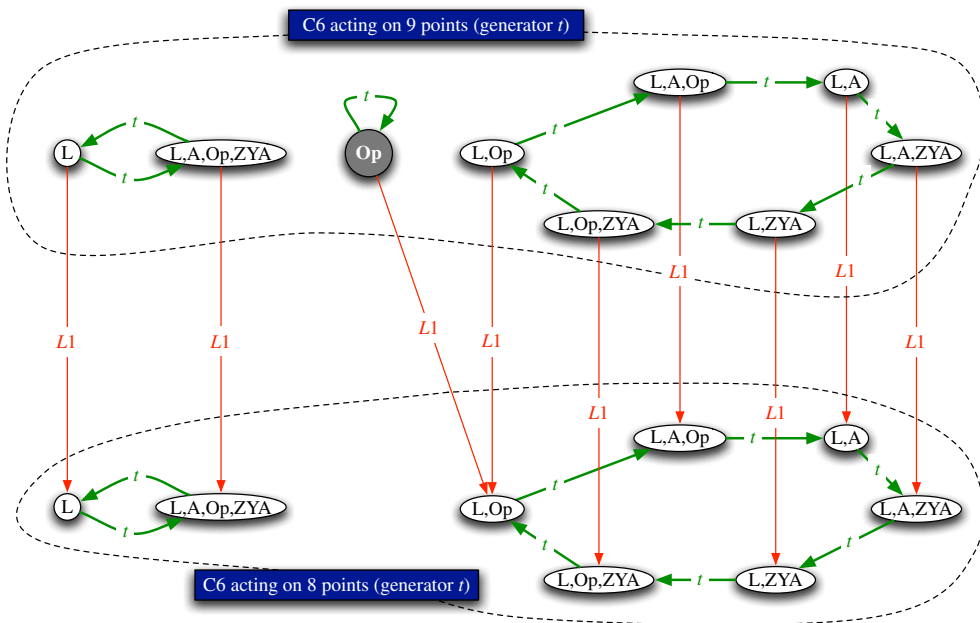 C6 acting on 9 points (generator t)
L,A,Op
t
L,A
t
t
t
L
L,A,Op,ZYA
Op
L,Op
t
L,A,ZYA
t
t
t
L,Op,ZYA
t
L,ZYA
L1
L1
L1
L1
L1
L1
L1
L1
L1
L,A,Op
t
L,A
t
t
t
L
L,A,Op,ZYA
L,Op
L,A,ZYA
t
t
t
L,Op,ZYA
t
L,ZYA
C6 acting on 8 points (generator t)